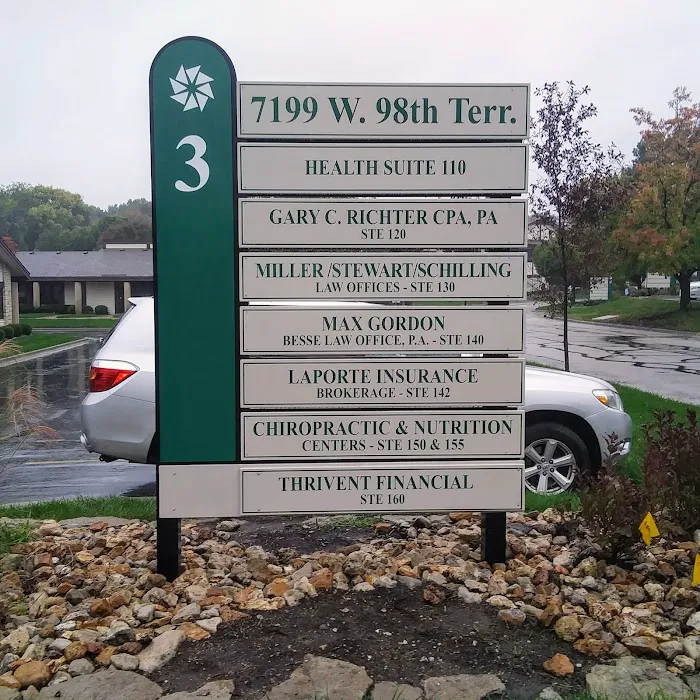 3
7199 W. 98th Terr.
HEALTH SUITE 110
GARY C. RICHTER CPA, PA
STE 120
MILLER /STEWART/SCHILLING
LAW OFFICES - STE 130
MAX GORDON
BESSE LAW OFFICE, P.A. - STE 140
LAPORTE INSURANCE
BROKERAGE - STE 142
CHIROPRACTIC & NUTRITION
CENTERS - STE 150 & 155
THRIVENT FINANCIAL
STE 160